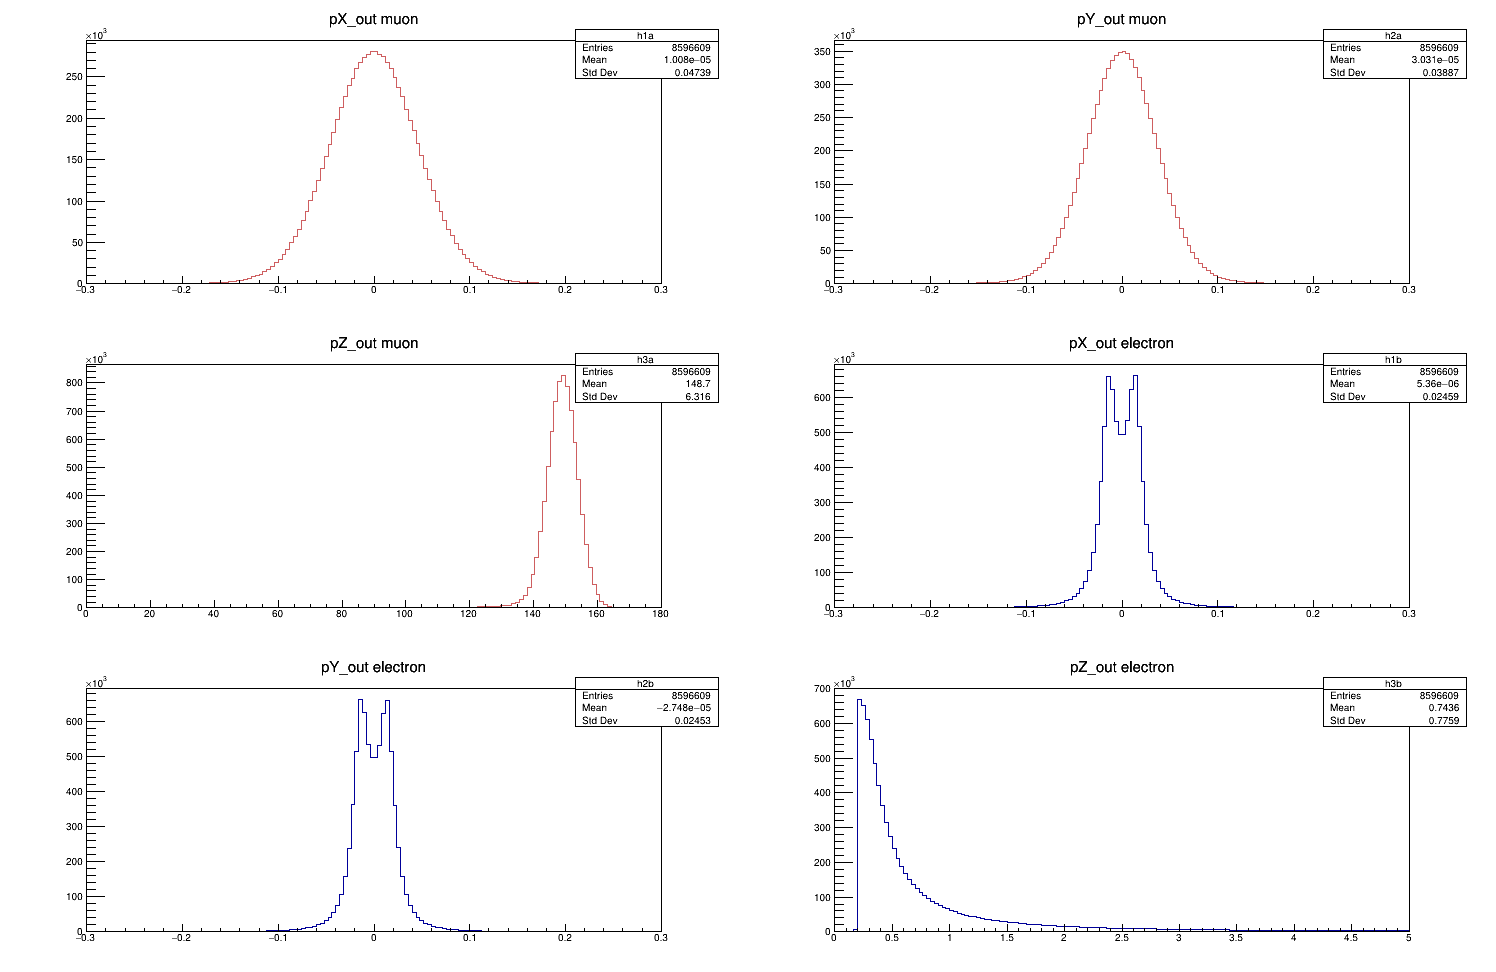 pX_out muon
×10³
h1a
Entries 8596609
Mean 1.008e−05
Std Dev 0.04739
250
200
150
100
50
0
−0.3 −0.2 −0.1 0 0.1 0.2 0.3
pY_out muon
×10³
h2a
Entries 8596609
Mean 3.031e−05
Std Dev 0.03887
350
300
250
200
150
100
50
0
−0.3 −0.2 −0.1 0 0.1 0.2 0.3
pZ_out muon
×10³
h3a
Entries 8596609
Mean 148.7
Std Dev 6.316
800
700
600
500
400
300
200
100
0
0 20 40 60 80 100 120 140 160 180
pX_out electron
×10³
h1b
Entries 8596609
Mean 5.36e−06
Std Dev 0.02459
600
500
400
300
200
100
0
−0.3 −0.2 −0.1 0 0.1 0.2 0.3
pY_out electron
×10³
h2b
Entries 8596609
Mean −2.748e−05
Std Dev 0.02453
600
500
400
300
200
100
0
−0.3 −0.2 −0.1 0 0.1 0.2 0.3
pZ_out electron
×10³
h3b
Entries 8596609
Mean 0.7436
Std Dev 0.7759
700
600
500
400
300
200
100
0
0 0.5 1 1.5 2 2.5 3 3.5 4 4.5 5